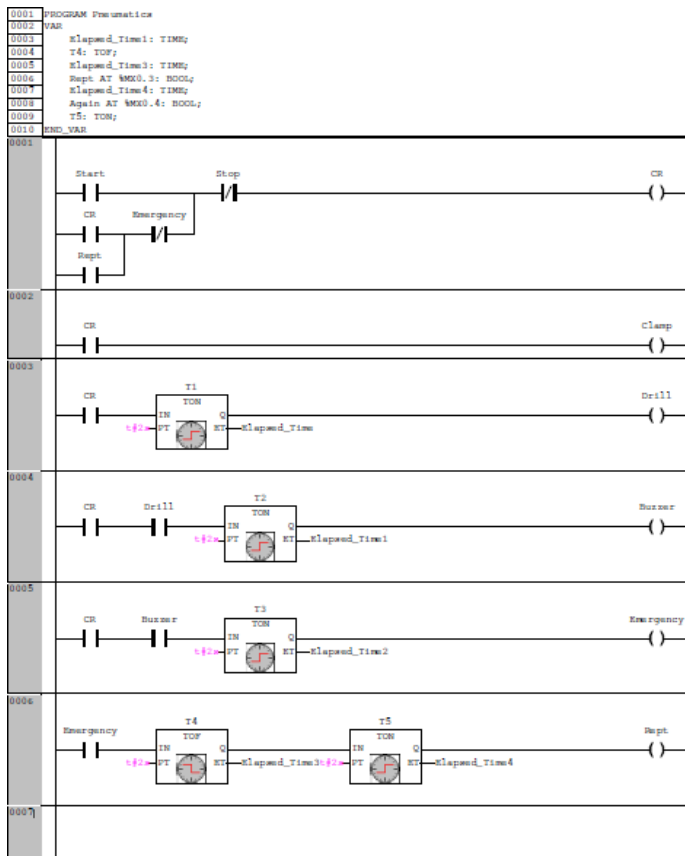 0001 PROGRAM Pneumatics
0002 VAR
0003 Elapsed_Time1: TIME;
0004 T4: TOF;
0005 Elapsed_Time3: TIME;
0006 Rept AT %MX0.3: BOOL;
0007 Elapsed_Time4: TIME;
0008 Again AT %MX0.4: BOOL;
0009 T5: TON;
0010 END_VAR
0001
Start Stop CR
CR Emergency
Rept
0002
CR Clamp
0003
T1
CR TON Drill
IN Q
t#2s PT ET Elapsed_Time
0004
T2
CR Drill TON Buzzer
IN Q
t#2s PT ET Elapsed_Time1
0005
T3
CR Buzzer TON Emergency
IN Q
t#2s PT ET Elapsed_Time2
0006
T4 T5
Emergency TOF TON Rept
IN Q IN Q
t#2s PT ET Elapsed_Time3 t#2s PT ET Elapsed_Time4
0007